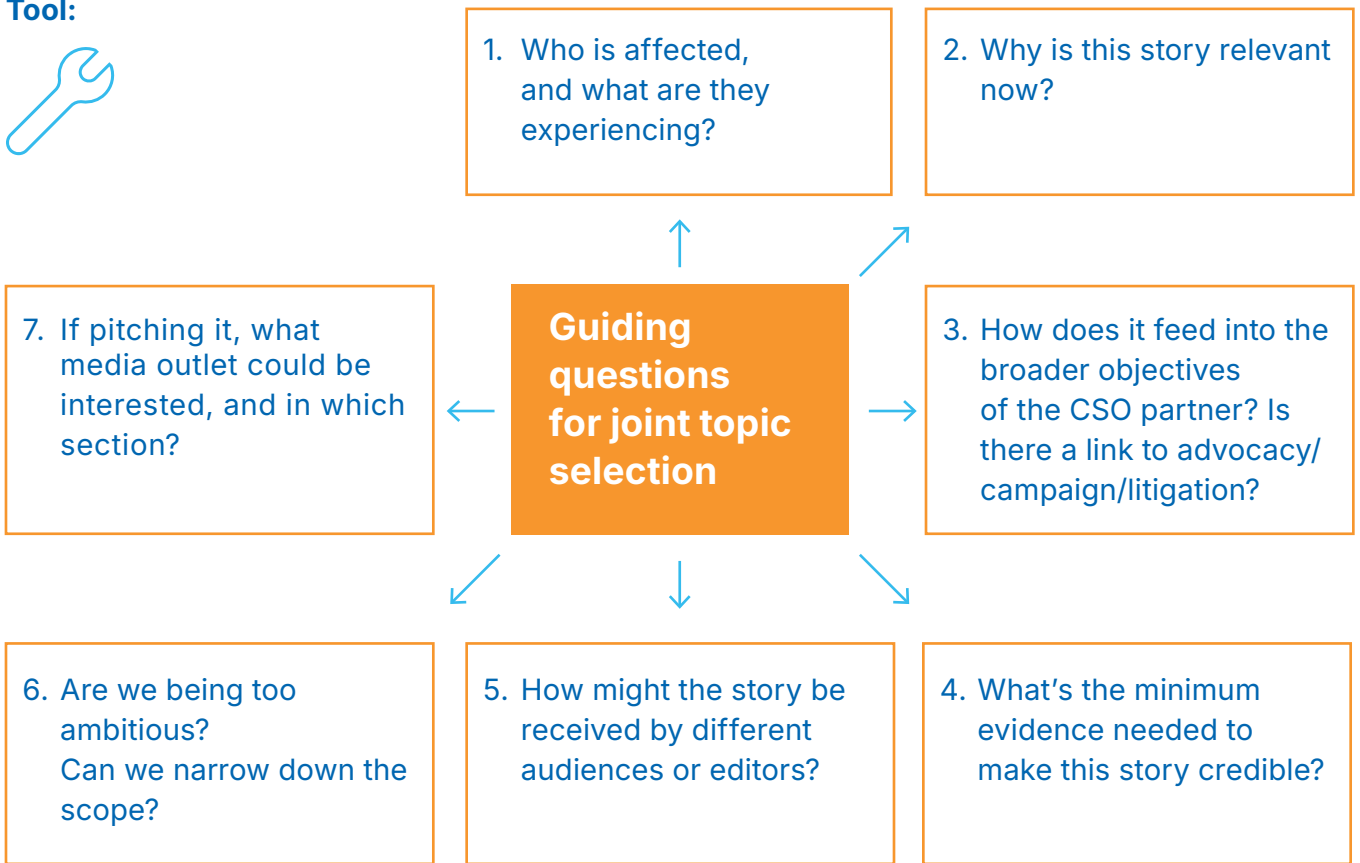 Tool:
1. Who is affected,
and what are they
experiencing?
2. Why is this story relevant
now?
Guiding
questions
for joint topic
selection
3. How does it feed into the
broader objectives
of the CSO partner? Is
there a link to advocacy/
campaign/litigation?
4. What's the minimum
evidence needed to
make this story credible?
5. How might the story be
received by different
audiences or editors?
6. Are we being too
ambitious?
Can we narrow down the
scope?
7. If pitching it, what
media outlet could be
interested, and in which
section?